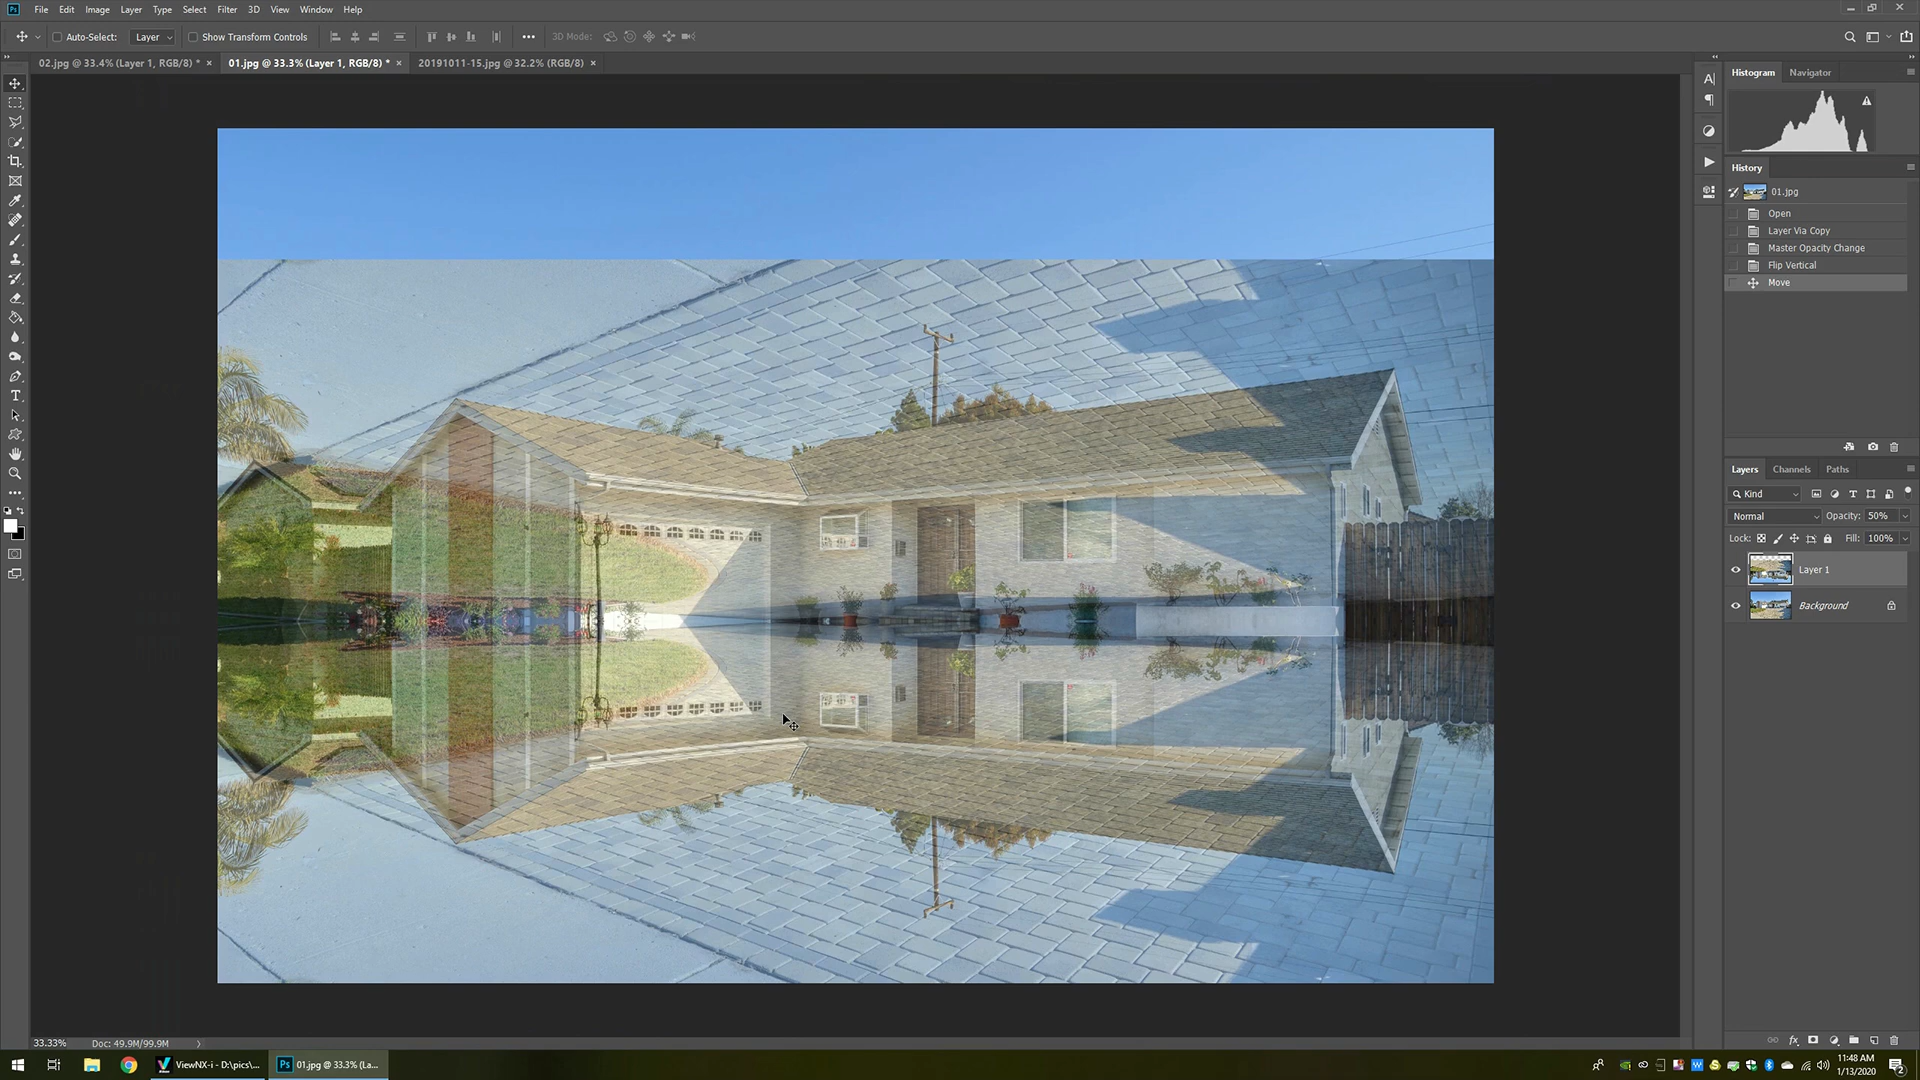 Ps File Edit Image Layer Type Select Filter 3D View Window Help
Auto-Select: Layer Show Transform Controls 3D Mode:
02.jpg @ 33.4% (Layer 1, RGB/8) * × 01.jpg @ 33.3% (Layer 1, RGB/8) * × 20191011-15.jpg @ 32.2% (RGB/8) ×
Histogram Navigator
History
01.jpg
Open
Layer Via Copy
Master Opacity Change
Flip Vertical
Move
Layers Channels Paths
Kind
Normal Opacity: 50%
Lock: Fill: 100%
Layer 1
Background
33.33% Doc: 49.9M/99.9M
ViewNX-i - D:\pics\... Ps 01.jpg @ 33.3% (La...
11:48 AM
1/13/2020